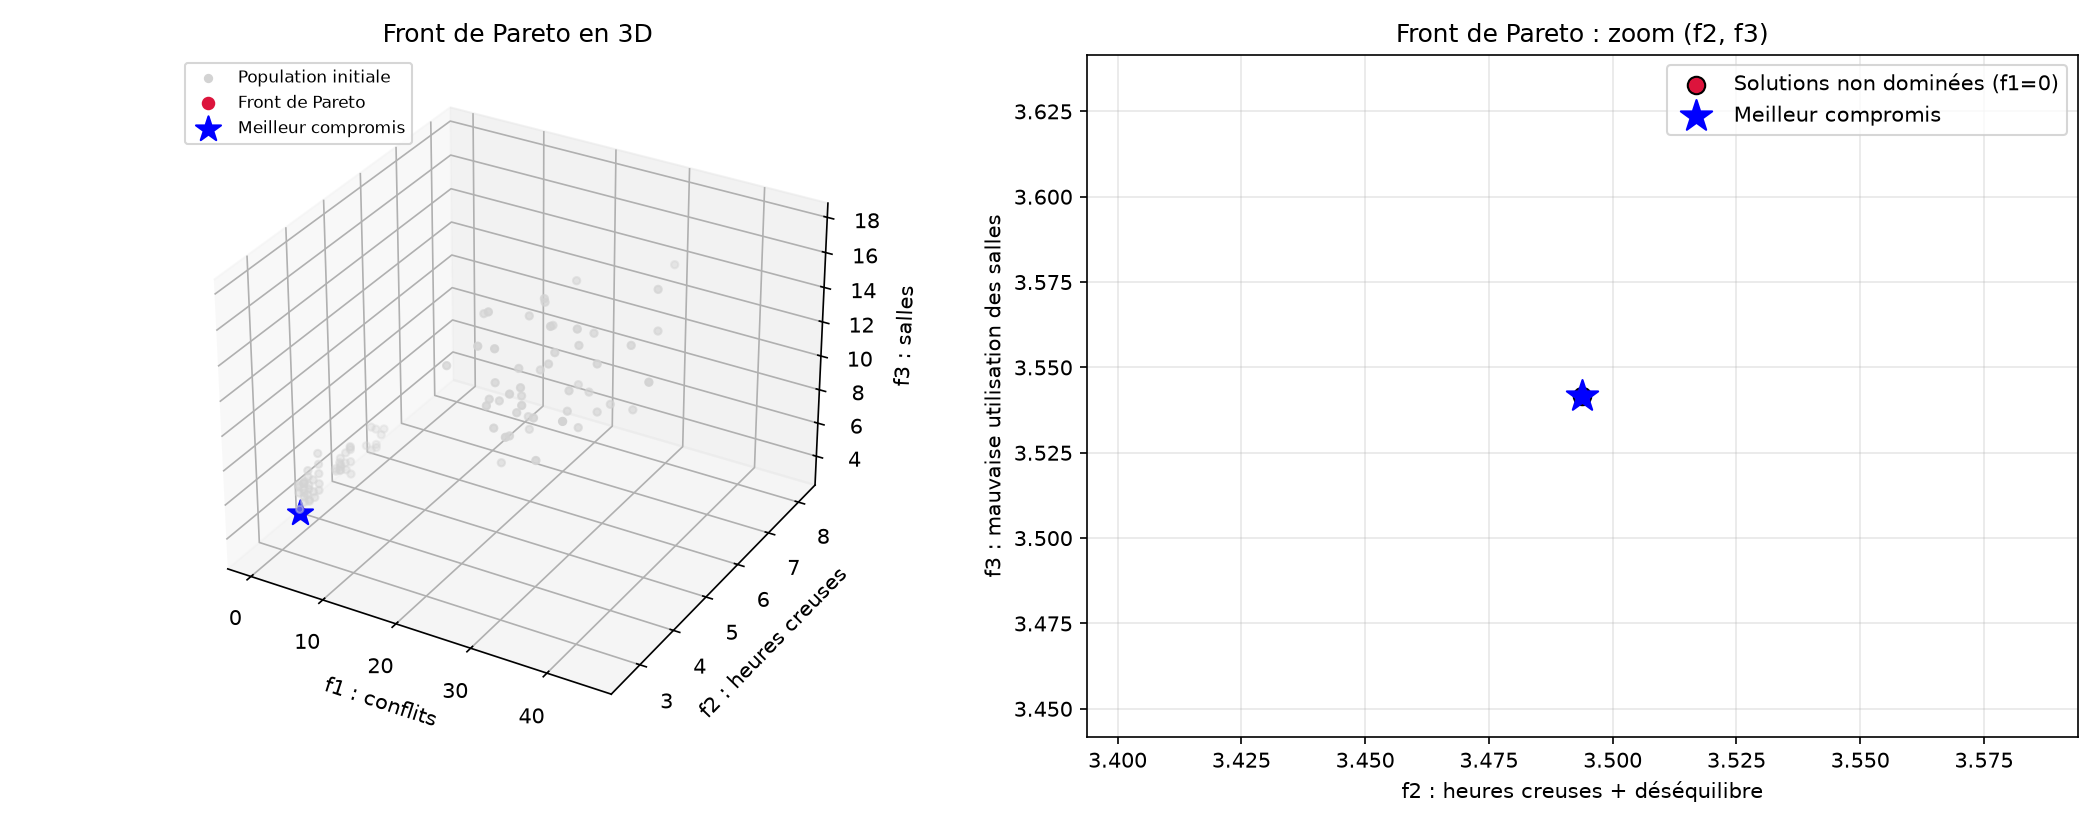 Front de Pareto en 3D
Population initiale
Front de Pareto
Meilleur compromis
18
16
14
12
10
8
6
4
f3 : salles
8
7
6
5
4
3
f2 : heures creuses
0
10
20
30
40
f1 : conflits
Front de Pareto : zoom (f2, f3)
Solutions non dominées (f1=0)
Meilleur compromis
3.625
3.600
3.575
3.550
3.525
3.500
3.475
3.450
f3 : mauvaise utilisation des salles
3.400 3.425 3.450 3.475 3.500 3.525 3.550 3.575
f2 : heures creuses + déséquilibre